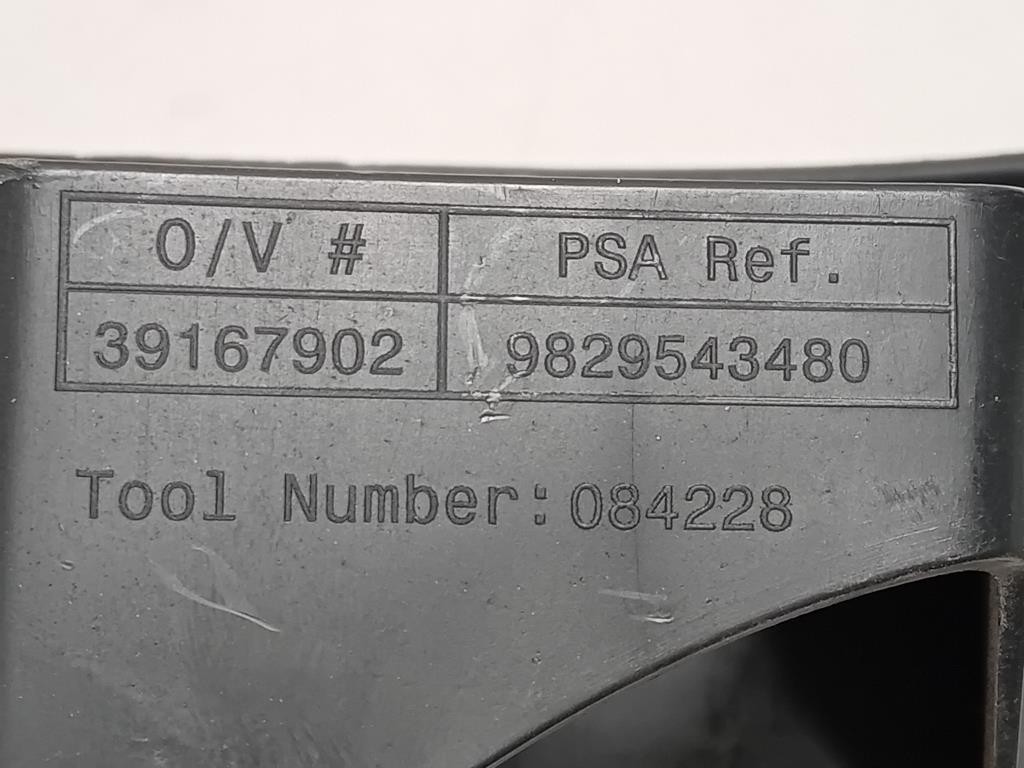 O/V # PSA Ref.
39167902 9829543480
Tool Number: 084228